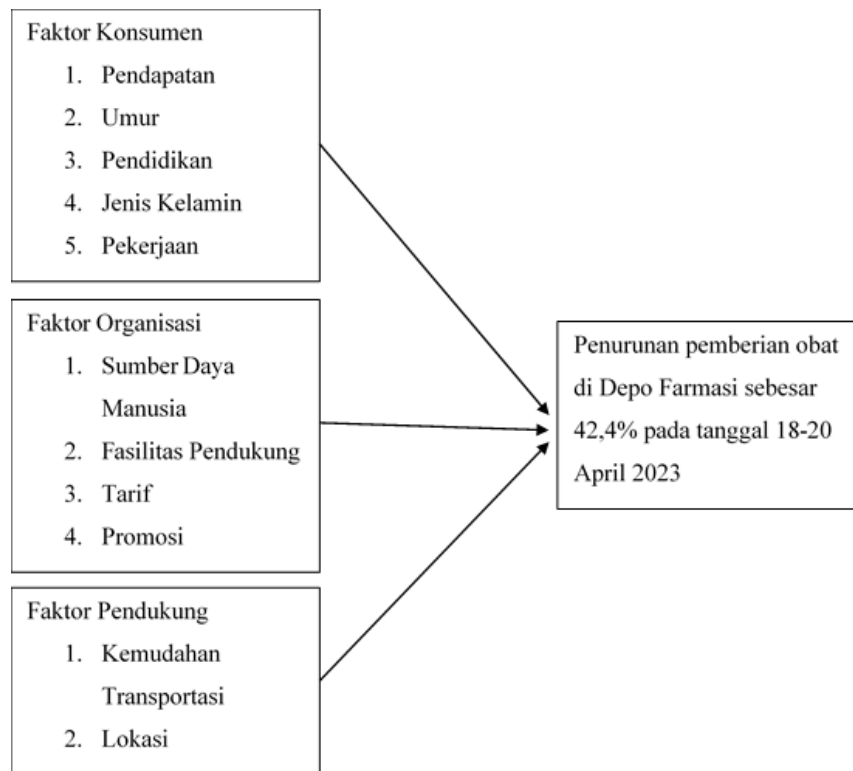 Faktor Konsumen
1. Pendapatan
2. Umur
3. Pendidikan
4. Jenis Kelamin
5. Pekerjaan
Faktor Organisasi
1. Sumber Daya
Manusia
2. Fasilitas Pendukung
3. Tarif
4. Promosi
Faktor Pendukung
1. Kemudahan
Transportasi
2. Lokasi
Penurunan pemberian obat
di Depo Farmasi sebesar
42,4% pada tanggal 18-20
April 2023